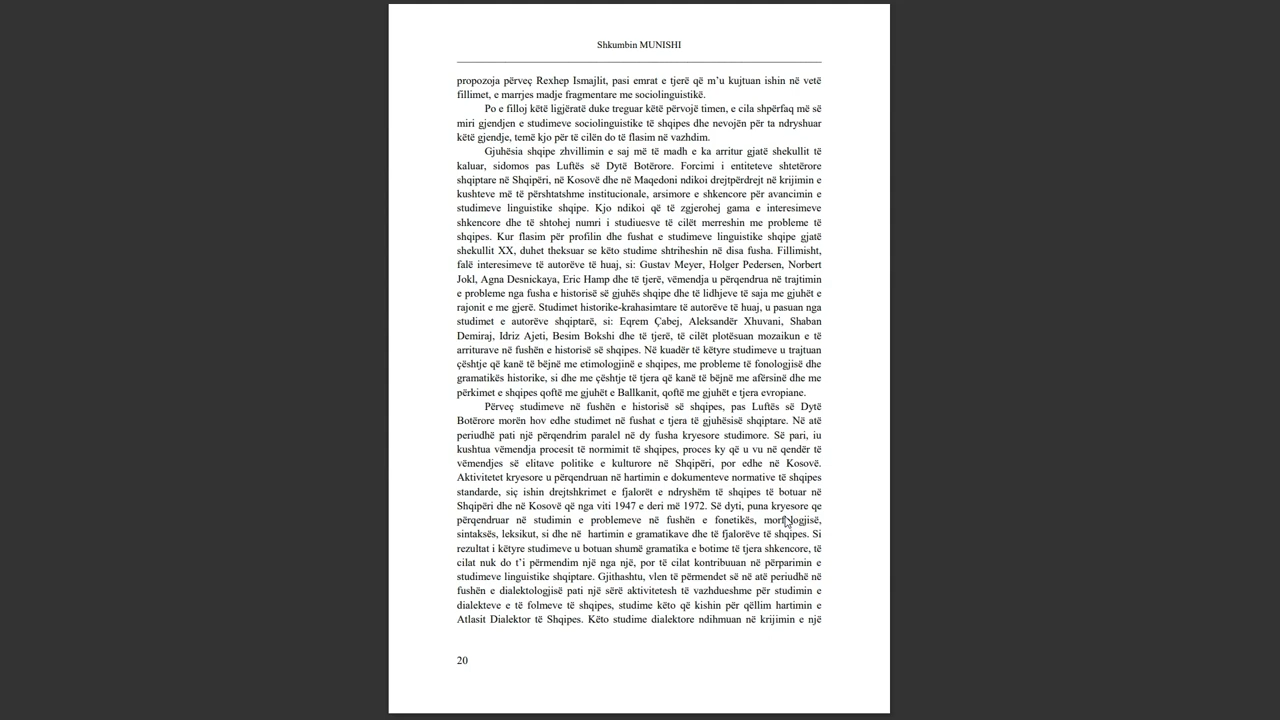 Shkumbin MUNISHI
propozoja përveç Rexhep Ismajlit, pasi emrat e tjerë që m'u kujtuan ishin në vetë
fillimet, e marrjes madje fragmentare me sociolinguistikë.
Po e filloj këtë ligjëratë duke treguar këtë përvojë timen, e cila shpërfaq më së
miri gjendjen e studimeve sociolinguistike të shqipes dhe nevojën për ta ndryshuar
këtë gjendje, temë kjo për të cilën do të flasim në vazhdim.
Gjuhësia shqipe zhvillimin e saj më të madh e ka arritur gjatë shekullit të
kaluar, sidomos pas Luftës së Dytë Botërore. Forcimi i entiteteve shtetërore
shqiptare në Shqipëri, në Kosovë dhe në Maqedoni ndikoi drejtpërdrejt në krijimin e
kushteve më të përshtatshme institucionale, arsimore e shkencore për avancimin e
studimeve linguistike shqipe. Kjo ndikoi që të zgjerohej gama e interesimeve
shkencore dhe të shtohej numri i studiuesve të cilët merreshin me probleme të
shqipes. Kur flasim për profilin dhe fushat e studimeve linguistike shqipe gjatë
shekullit XX, duhet theksuar se këto studime shtriheshin në disa fusha. Fillimisht,
falë interesimeve të autorëve të huaj, si: Gustav Meyer, Holger Pedersen, Norbert
Jokl, Agna Desnickaya, Eric Hamp dhe të tjerë, vëmendja u përqendrua në trajtimin
e probleme nga fusha e historisë së gjuhës shqipe dhe të lidhjeve të saja me gjuhët e
rajonit e me gjerë. Studimet historike-krahasimtare të autorëve të huaj, u pasuan nga
studimet e autorëve shqiptarë, si: Eqrem Çabej, Aleksandër Xhuvani, Shaban
Demiraj, Idriz Ajeti, Besim Bokshi dhe të tjerë, të cilët plotësuan mozaikun e të
arriturave në fushën e historisë së shqipes. Në kuadër të këtyre studimeve u trajtuan
çështje që kanë të bëjnë me etimologjinë e shqipes, me probleme të fonologjisë dhe
gramatikës historike, si dhe me çështje të tjera që kanë të bëjnë me afërsinë dhe me
përkimet e shqipes qoftë me gjuhët e Ballkanit, qoftë me gjuhët e tjera evropiane.
Përveç studimeve në fushën e historisë së shqipes, pas Luftës së Dytë
Botërore morën hov edhe studimet në fushat e tjera të gjuhësisë shqiptare. Në atë
periudhë pati një përqendrim paralel në dy fusha kryesore studimore. Së pari, iu
kushtua vëmendja procesit të normimit të shqipes, proces ky që u vu në qendër të
vëmendjes së elitave politike e kulturore në Shqipëri, por edhe në Kosovë.
Aktivitetet kryesore u përqendruan në hartimin e dokumenteve normative të shqipes
standarde, siç ishin drejtshkrimet e fjalorët e ndryshëm të shqipes të botuar në
Shqipëri dhe në Kosovë që nga viti 1947 e deri më 1972. Së dyti, puna kryesore qe
përqendruar në studimin e problemeve në fushën e fonetikës, morfologjisë,
sintaksës, leksikut, si dhe në hartimin e gramatikave dhe të fjalorëve të shqipes. Si
rezultat i këtyre studimeve u botuan shumë gramatika e botime të tjera shkencore, të
cilat nuk do t'i përmendim një nga një, por të cilat kontribuuan në përparimin e
studimeve linguistike shqiptare. Gjithashtu, vlen të përmendet së në atë periudhë në
fushën e dialektologjisë pati një sërë aktivitetesh të vazhdueshme për studimin e
dialekteve e të folmeve të shqipes, studime këto që kishin për qëllim hartimin e
Atlasit Dialektor të Shqipes. Këto studime dialektore ndihmuan në krijimin e një
20